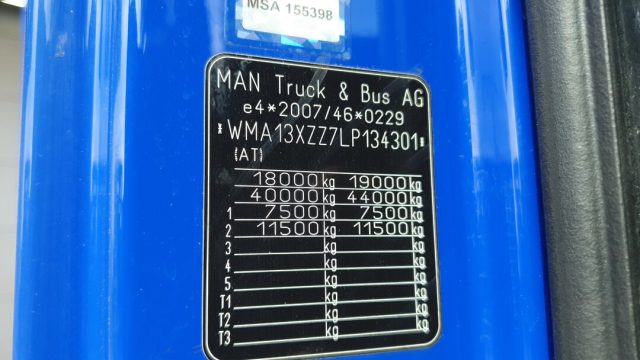 MSA 155398
MAN Truck & Bus AG
e4*2007/46*0229
*WMA13XZZ7LP134301*
(AT)
18000 kg 19000 kg
40000 kg 44000 kg
1 7500 kg 7500 kg
2 11500 kg 11500 kg
3 kg kg
4 kg kg
5 kg kg
T1 kg kg
T2 kg kg
T3 kg kg